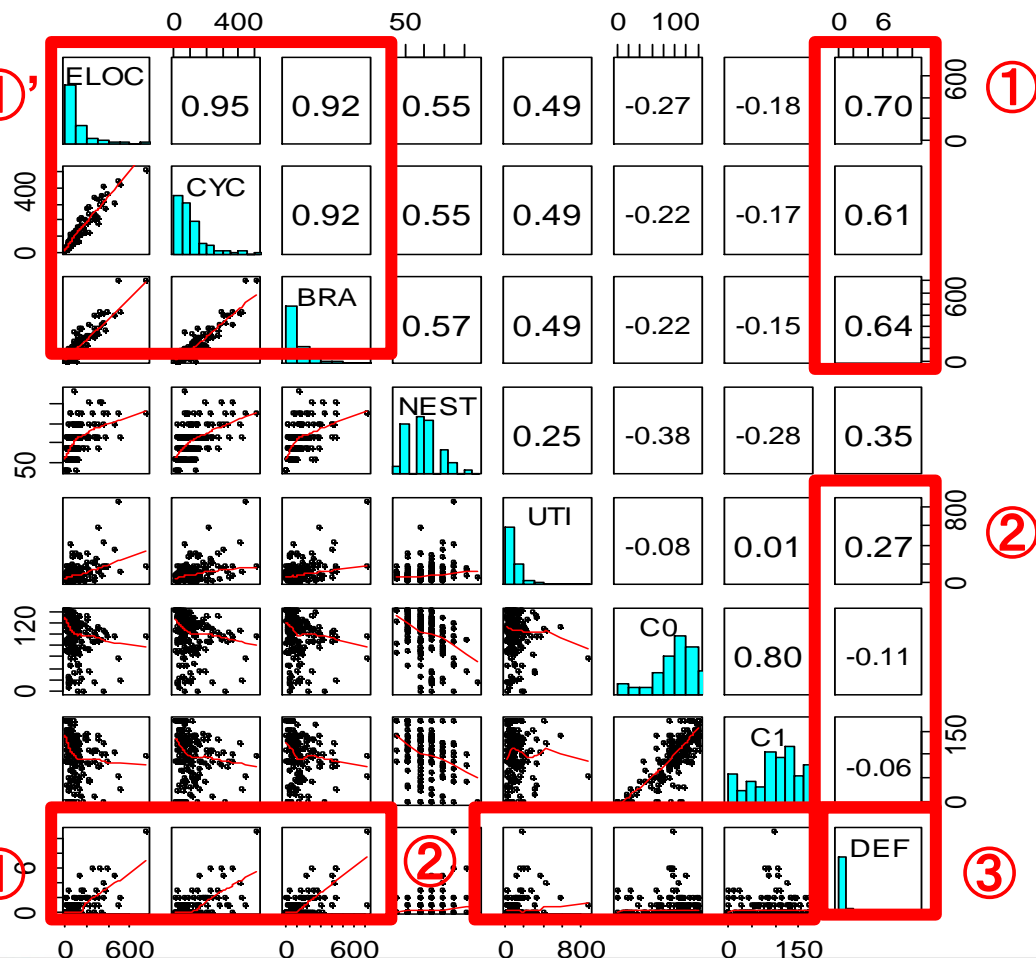 0 400 50 0 100 0 6
ELOC 0.95 0.92 0.55 0.49 -0.27 -0.18 0.70 0 600 ①
①’
CYC 0.92 0.55 0.49 -0.22 -0.17 0.61
0 400
BRA 0.57 0.49 -0.22 -0.15 0.64 0 600
NEST 0.25 -0.38 -0.28 0.35
50
UTI -0.08 0.01 0.27 0 800 ②
C0 0.80 -0.11
0 120
C1 -0.06 0 150
0 6 ① ② DEF ③
0 600 0 600 0 800 0 150